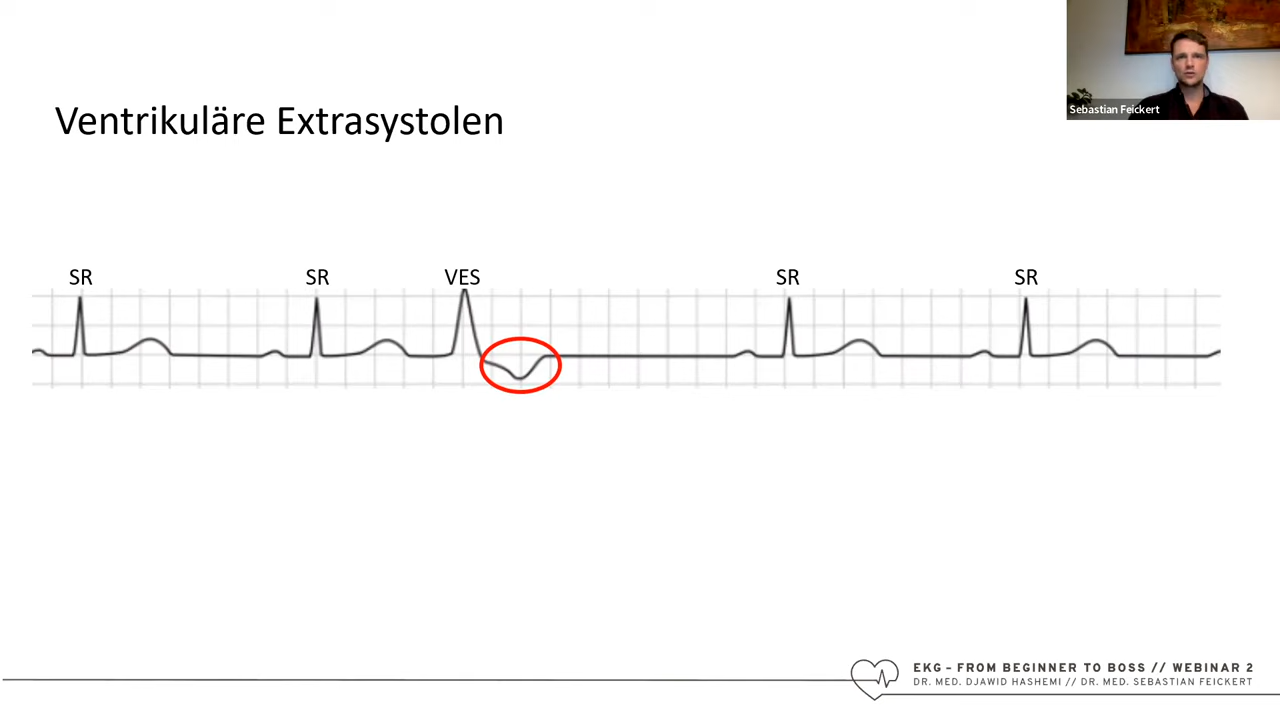 Sebastian Feickert
Ventrikuläre Extrasystolen
SR SR VES SR SR
EKG – FROM BEGINNER TO BOSS // WEBINAR 2
DR. MED. DJAWID HASHEMI // DR. MED. SEBASTIAN FEICKERT